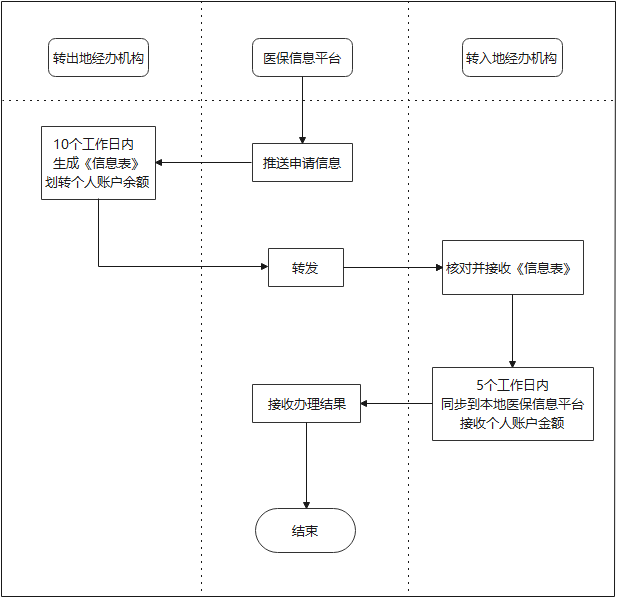 转出地经办机构
医保信息平台
转入地经办机构
10个工作日内
生成《信息表》
划转个人账户余额
推送申请信息
转发
核对并接收《信息表》
5个工作日内
同步到本地医保信息平台
接收个人账户金额
接收办理结果
结束